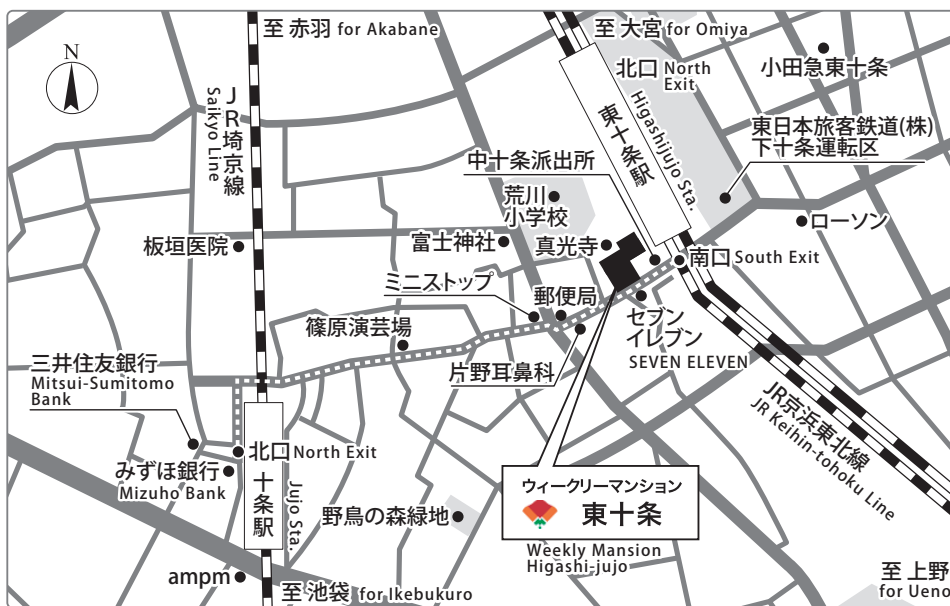 至 赤羽 for Akabane
至 大宮 for Omiya
N
北口 North
Exit
小田急東十条
JR埼京線
Saikyo Line
東十条駅
Higashijujo Sta.
東日本旅客鉄道(株)
下十条運転区
中十条派出所
荒川
小学校
ローソン
板垣医院
富士神社
真光寺
南口 South Exit
ミニストップ
郵便局
セブン
イレブン
SEVEN ELEVEN
篠原演芸場
三井住友銀行
Mitsui-Sumitomo
Bank
片野耳鼻科
JR京浜東北線
JR Keihin-tohoku Line
北口 North Exit
みずほ銀行
Mizuho Bank
十条駅
Jujo Sta.
ウィークリーマンション
東十条
Weekly Mansion
Higashi-jujo
野鳥の森緑地
ampm
至 池袋 for Ikebukuro
至 上野
for Ueno